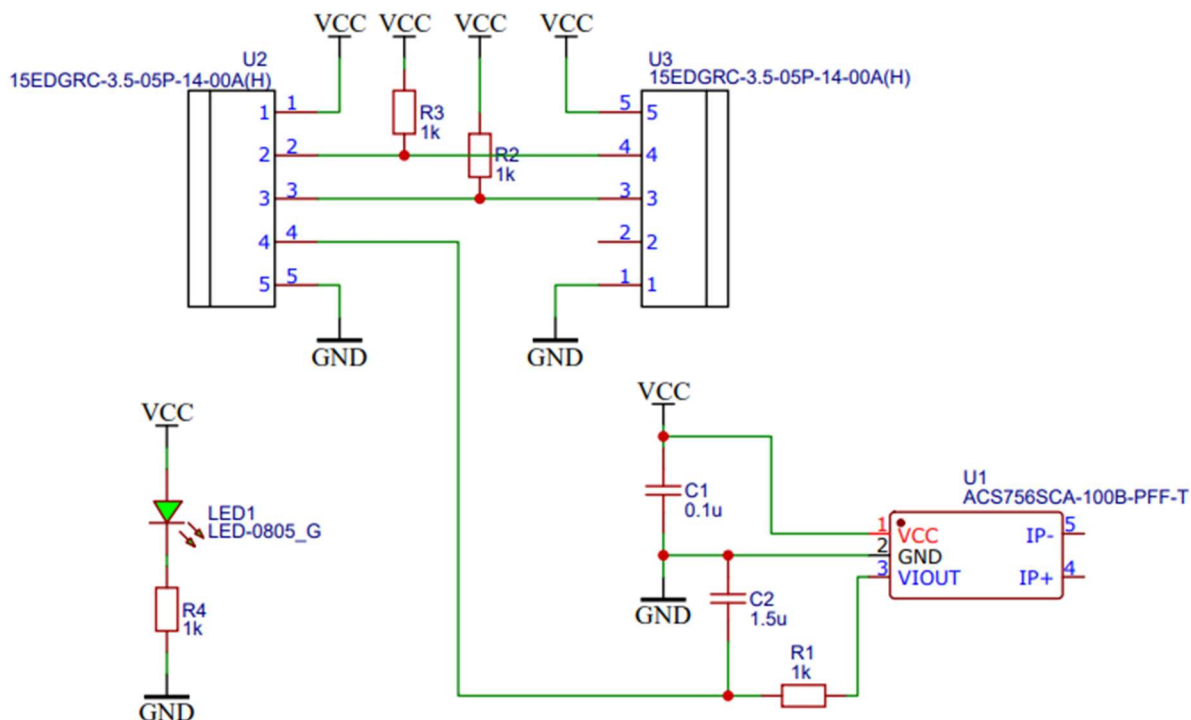 VCC VCC VCC VCC
U2
15EDGRC-3.5-05P-14-00A(H)
U3
15EDGRC-3.5-05P-14-00A(H)
1 1
2 2
3 3
4 4
5 5
R3
1k
R2
1k
5 5
4 4
3 3
2 2
1 1
GND
GND
VCC
LED1
LED-0805_G
R4
1k
GND
VCC
C1
0.1u
GND
C2
1.5u
R1
1k
U1
ACS756SCA-100B-PFF-T
1 VCC IP- 5
2 GND
3 VIOUT IP+ 4